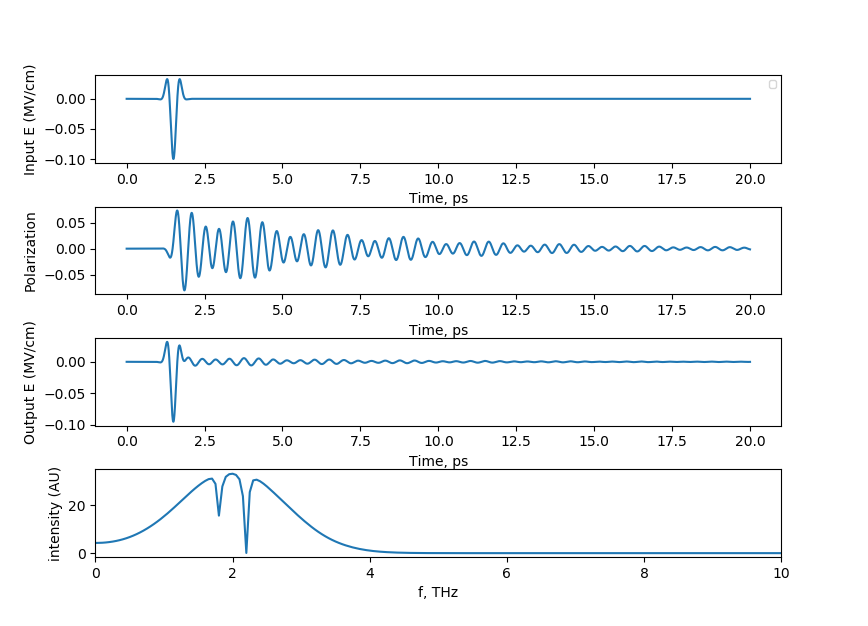 Input E (MV/cm)
0.00
−0.05
−0.10
0.0 2.5 5.0 7.5 10.0 12.5 15.0 17.5 20.0
Time, ps
Polarization
0.05
0.00
−0.05
0.0 2.5 5.0 7.5 10.0 12.5 15.0 17.5 20.0
Time, ps
Output E (MV/cm)
0.00
−0.05
−0.10
0.0 2.5 5.0 7.5 10.0 12.5 15.0 17.5 20.0
Time, ps
intensity (AU)
20
0
0 2 4 6 8 10
f, THz